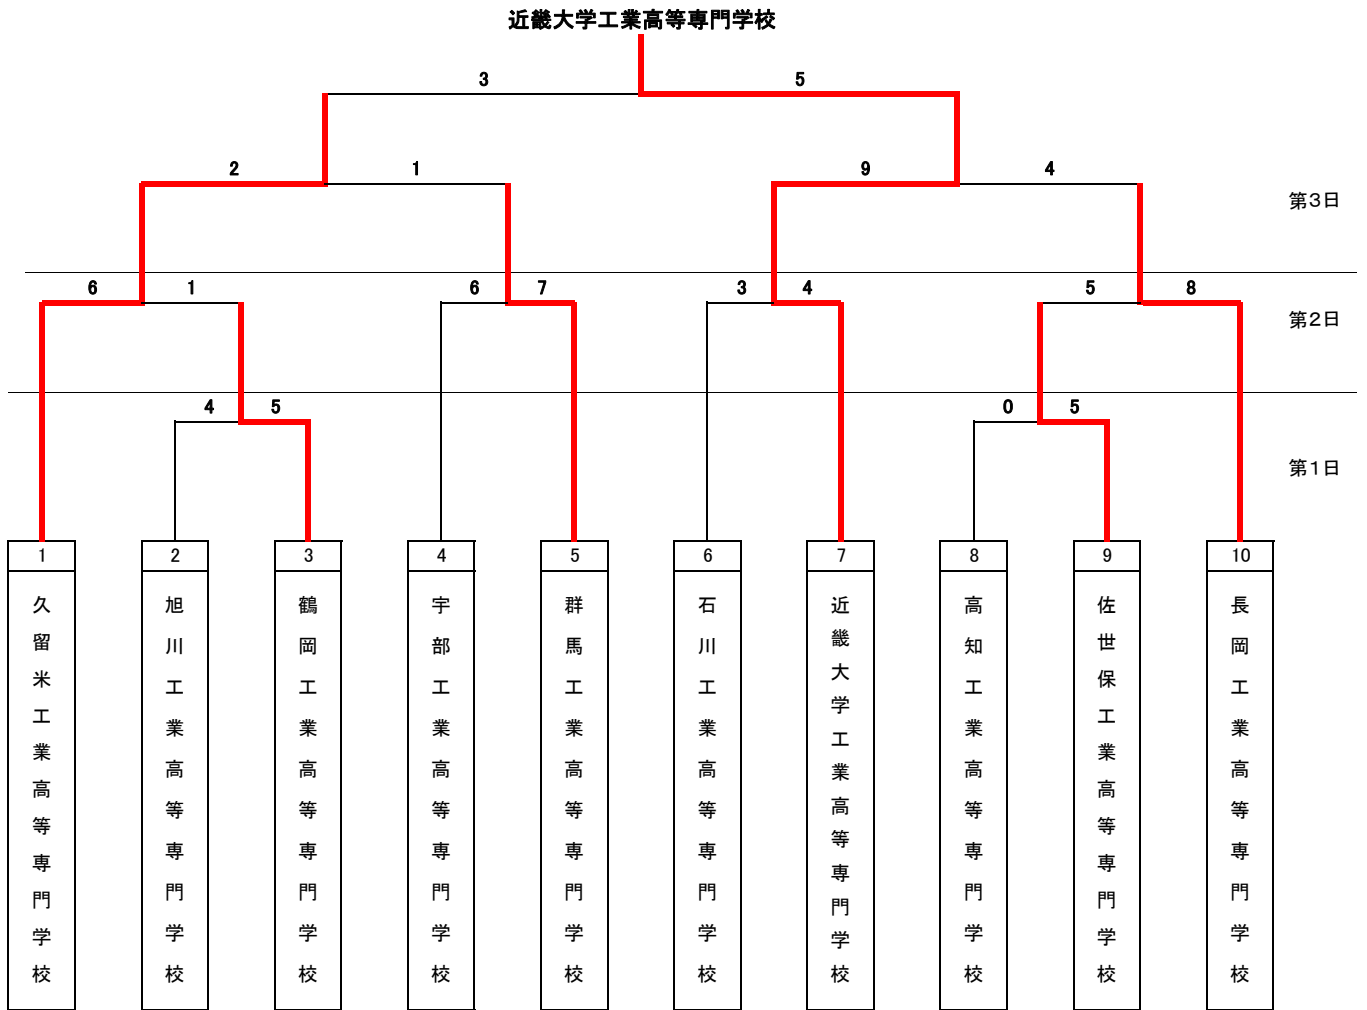 近畿大学工業高等専門学校
3 5
2 1 9 4
第3日
6 1 6 7 3 4 5 8
第2日
4 5 0 5
第1日
1 2 3 4 5 6 7 8 9 10
久留米工業高等専門学校
旭川工業高等専門学校
鶴岡工業高等専門学校
宇部工業高等専門学校
群馬工業高等専門学校
石川工業高等専門学校
近畿大学工業高等専門学校
高知工業高等専門学校
佐世保工業高等専門学校
長岡工業高等専門学校